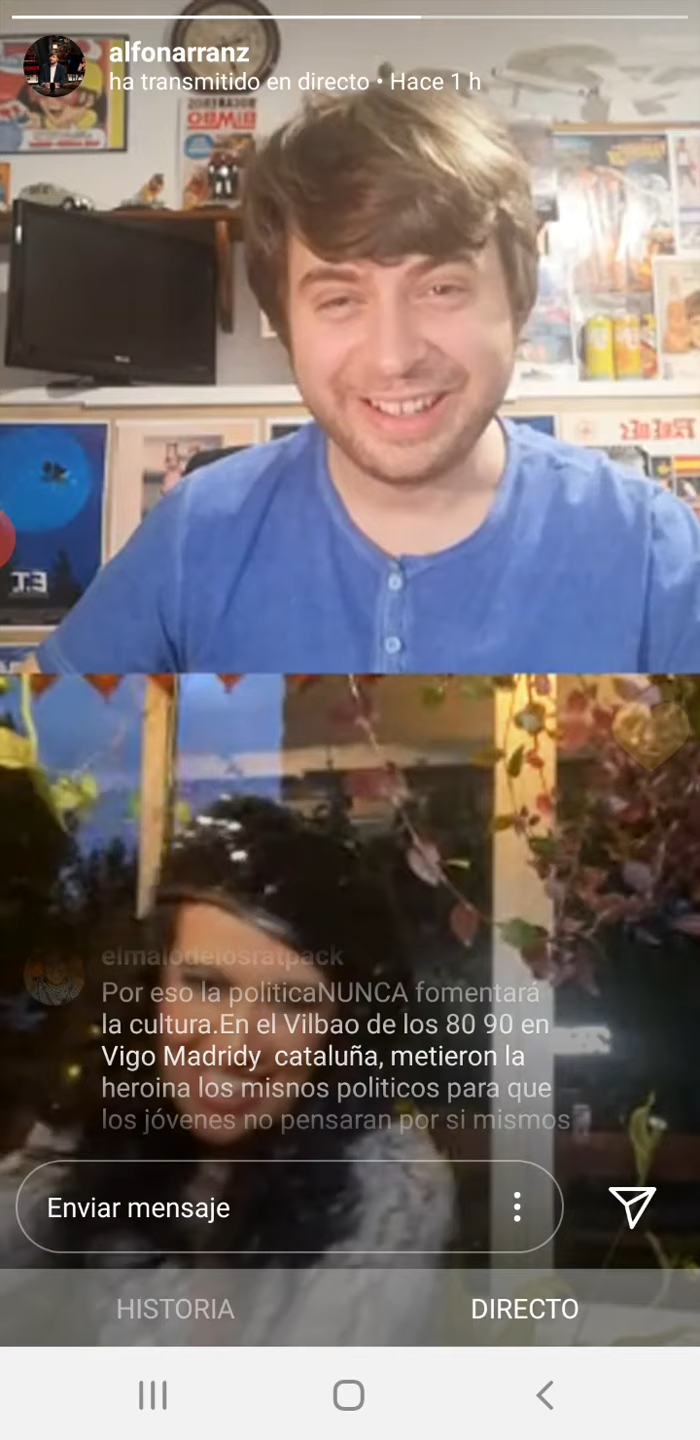 alfonarranz
ha transmitido en directo • Hace 1 h
BOCABEROS
BIMBO
E.T.
elmalodelosratpack
Por eso la politicaNUNCA fomentará
la cultura.En el Vilbao de los 80 90 en
Vigo Madridy  cataluña, metieron la
heroina los misnos politicos para que
los jóvenes no pensaran por si mismos
Enviar mensaje
HISTORIA
DIRECTO